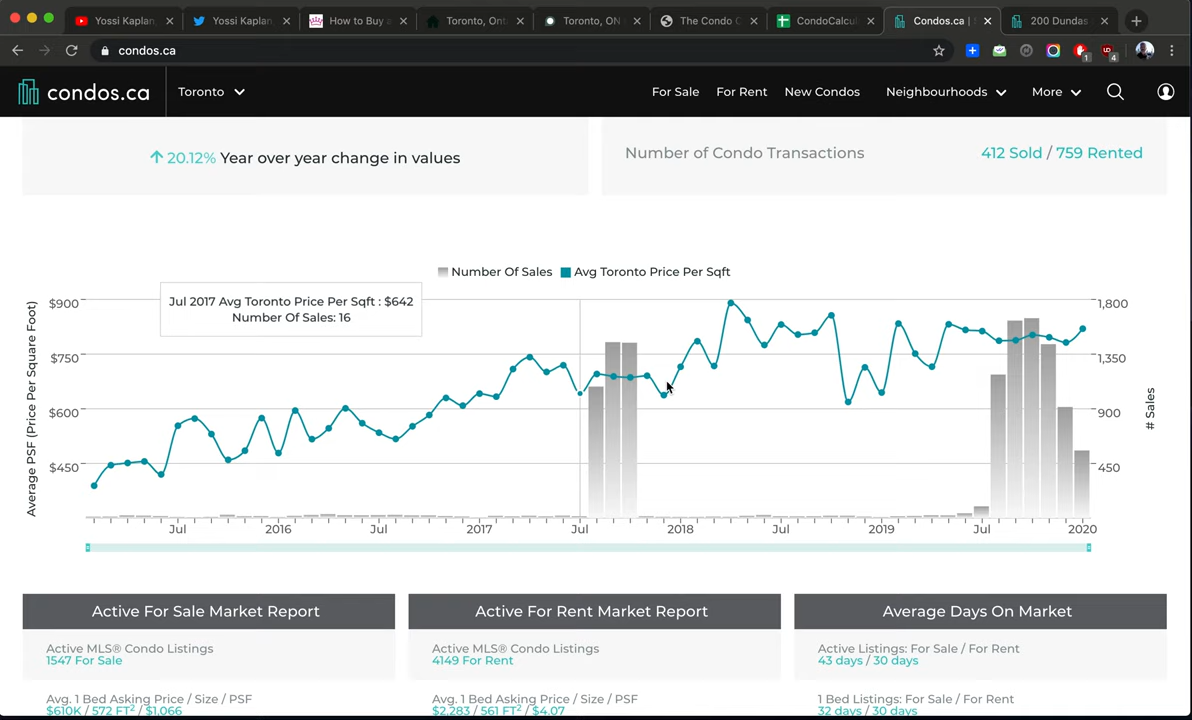 Yossi Kaplan,
Yossi Kaplan,
How to Buy a
Toronto, Onta
Toronto, ON
The Condo C
CondoCalcul
Condos.ca |
200 Dundas
condos.ca
1
4
condos.ca
Toronto
For Sale
For Rent
New Condos
Neighbourhoods
More
20.12% Year over year change in values
Number of Condo Transactions
412 Sold / 759 Rented
Number Of Sales
Avg Toronto Price Per Sqft
Jul 2017 Avg Toronto Price Per Sqft : $642
Number Of Sales: 16
Average PSF (Price Per Square Foot)
$900
$750
$600
$450
1,800
1,350
900
450
# Sales
Jul
2016
Jul
2017
Jul
2018
Jul
2019
Jul
2020
Active For Sale Market Report
Active MLS® Condo Listings
1547 For Sale
Avg. 1 Bed Asking Price / Size / PSF
$610K / 572 FT² / $1,066
Active For Rent Market Report
Active MLS® Condo Listings
4149 For Rent
Avg. 1 Bed Asking Price / Size / PSF
$2,283 / 561 FT² / $4.07
Average Days On Market
Active Listings: For Sale / For Rent
43 days / 30 days
1 Bed Listings: For Sale / For Rent
32 days / 30 days